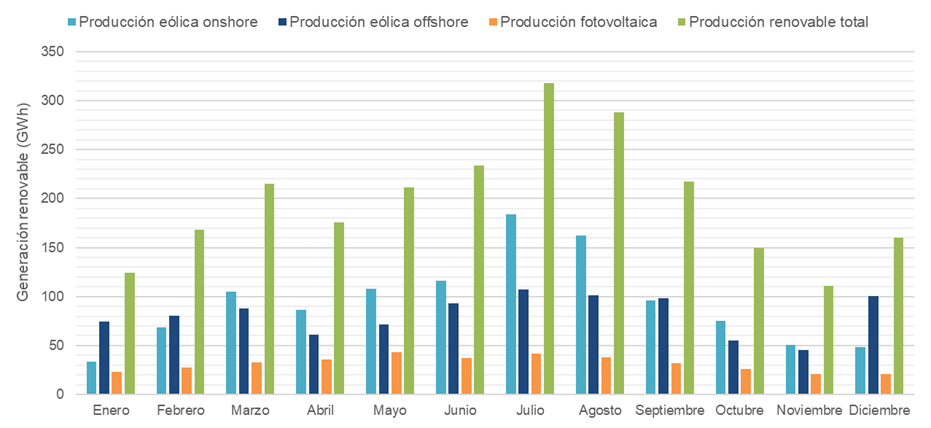 Producción eólica onshore Producción eólica offshore Producción fotovoltaica Producción renovable total
Generación renovable (GWh)
350
300
250
200
150
100
50
0
Enero Febrero Marzo Abril Mayo Junio Julio Agosto Septiembre Octubre Noviembre Diciembre